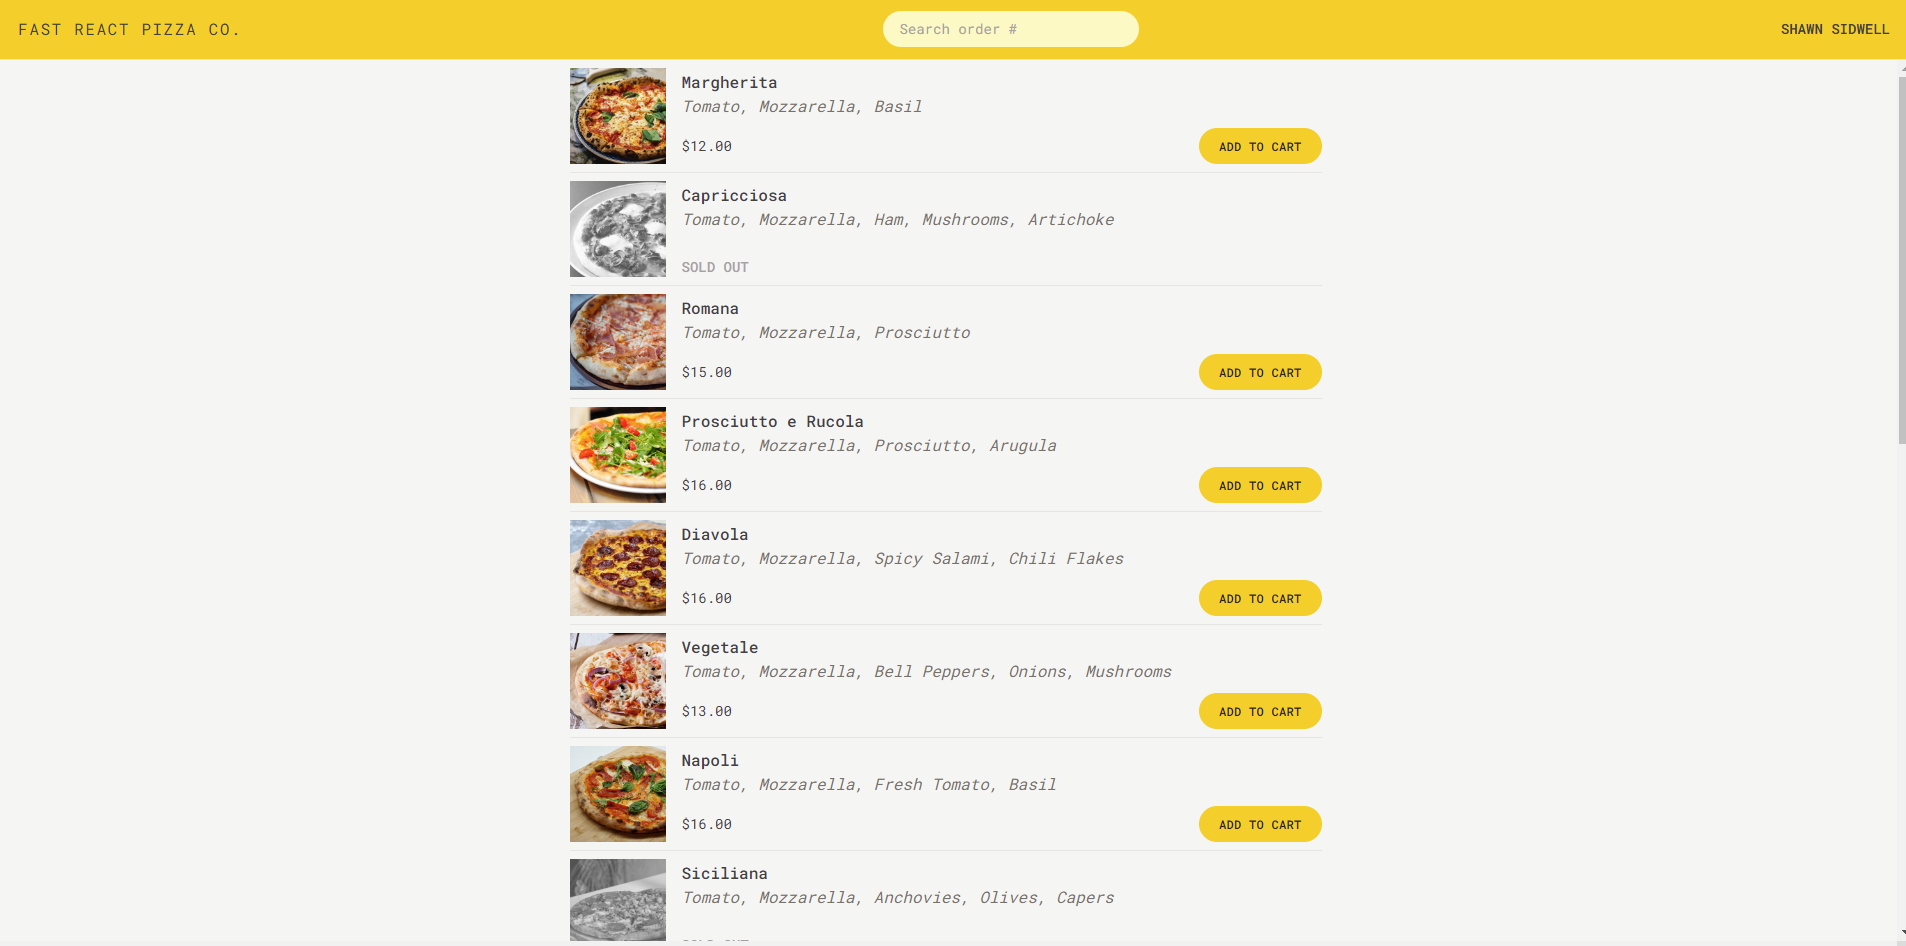 FAST REACT PIZZA CO.
Search order #
SHAWN SIDWELL
Margherita
Tomato, Mozzarella, Basil
$12.00
ADD TO CART
Capricciosa
Tomato, Mozzarella, Ham, Mushrooms, Artichoke
SOLD OUT
Romana
Tomato, Mozzarella, Prosciutto
$15.00
ADD TO CART
Prosciutto e Rucola
Tomato, Mozzarella, Prosciutto, Arugula
$16.00
ADD TO CART
Diavola
Tomato, Mozzarella, Spicy Salami, Chili Flakes
$16.00
ADD TO CART
Vegetale
Tomato, Mozzarella, Bell Peppers, Onions, Mushrooms
$13.00
ADD TO CART
Napoli
Tomato, Mozzarella, Fresh Tomato, Basil
$16.00
ADD TO CART
Siciliana
Tomato, Mozzarella, Anchovies, Olives, Capers